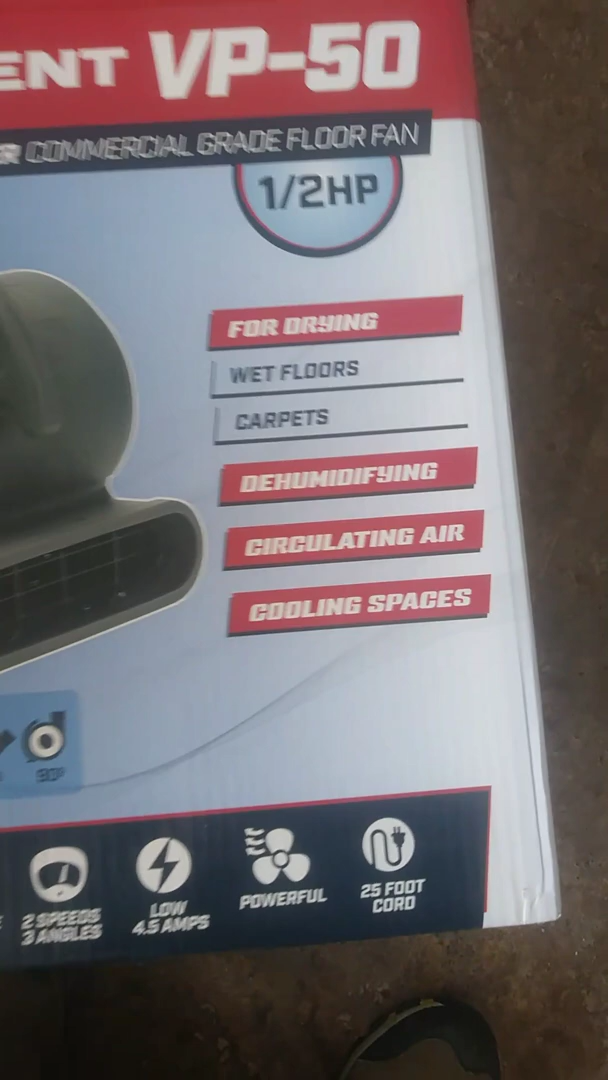 ENT VP-50
R COMMERCIAL GRADE FLOOR FAN
1/2HP
FOR DRYING
WET FLOORS
CARPETS
DEHUMIDIFYING
CIRCULATING AIR
COOLING SPACES
90°
2 SPEEDS
3 ANGLES
LOW
4.5 AMPS
POWERFUL
25 FOOT
CORD